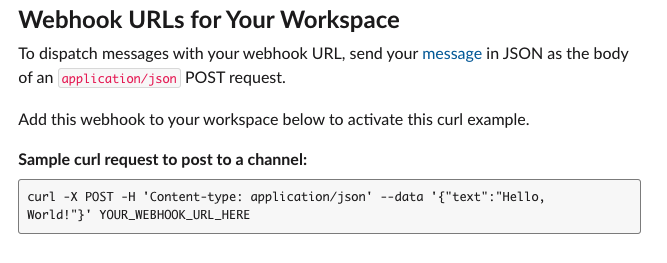 Webhook URLs for Your Workspace
To dispatch messages with your webhook URL, send your message in JSON as the body
of an application/json POST request.
Add this webhook to your workspace below to activate this curl example.
Sample curl request to post to a channel:
curl -X POST -H 'Content-type: application/json' --data '{"text":"Hello,
World!"}' YOUR_WEBHOOK_URL_HERE